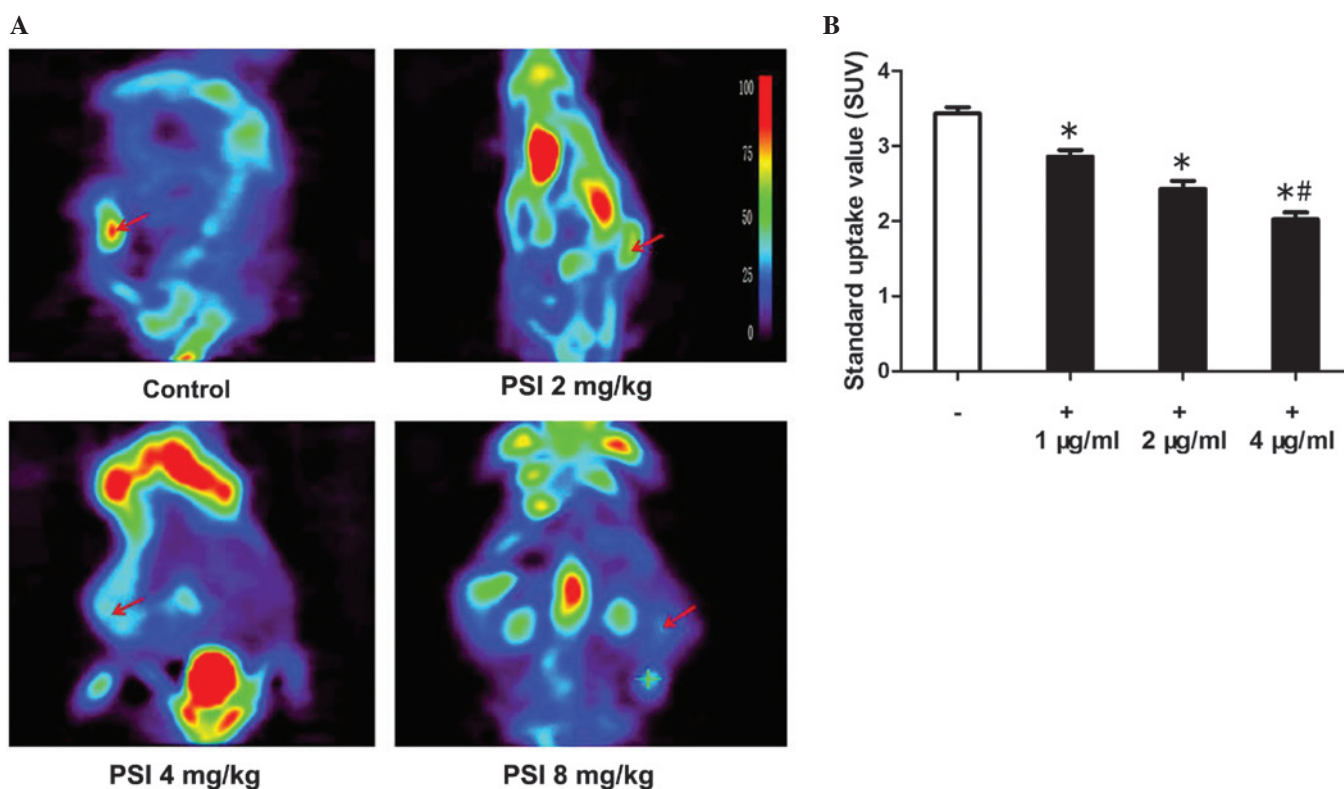 A
100
75
50
25
0
Control
PSI 2 mg/kg
PSI 4 mg/kg
PSI 8 mg/kg
B
Standard uptake value (SUV)
4
3
2
1
0
*
*
*#
- + + +
1 µg/ml 2 µg/ml 4 µg/ml